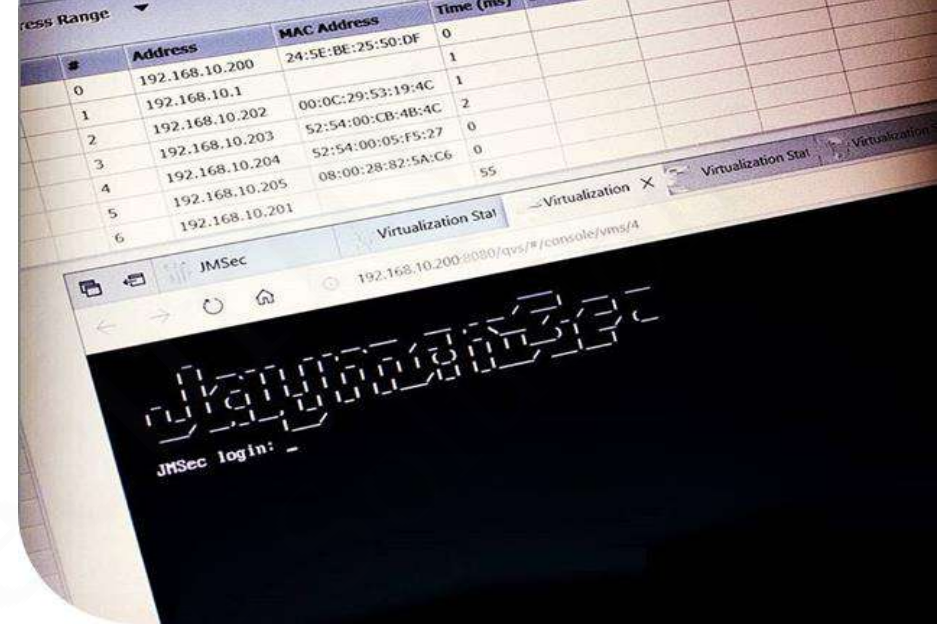 ress Range
# Address MAC Address Time (ms)
0 192.168.10.200 24:5E:BE:25:50:DF 0
1 192.168.10.1 1
2 192.168.10.202 00:0C:29:53:19:4C 1
3 192.168.10.203 52:54:00:CB:4B:4C 2
4 192.168.10.204 52:54:00:05:F5:27 0
5 192.168.10.205 08:00:28:82:5A:C6 0
6 192.168.10.201 55
JMSec Virtualization Stat Virtualization Virtualization Stat Virtualization
192.168.10.200:8080/qvs/#/console/vms/4
JaymonSec
JMSec login: _